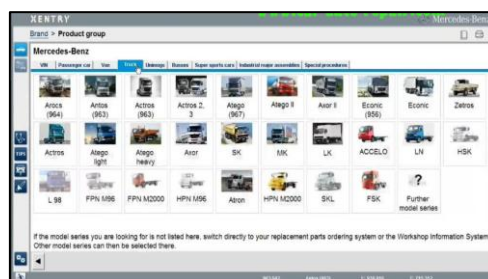 XENTRY
Mercedes-Benz
Brand > Product group
Mercedes-Benz
VIN Passenger car Van Truck Unimog Busses Super sports cars Industrial major assemblies Special procedures
Arocs (964) Antos (963) Actros (963) Actros 2, 3 Atego (967) Atego II Axor II Econic (956) Econic Zetros
Actros Atego light Atego heavy Axor SK MK LK ACCELO LN HSK
L 98 FPN M96 FPN M2000 HPN M96 Atron HPN M2000 SKL FSK Further model series
?
TIPS
If the model series you are looking for is not listed here, switch directly to your replacement parts ordering system or the Workshop Information System
Other model series can then be selected there.